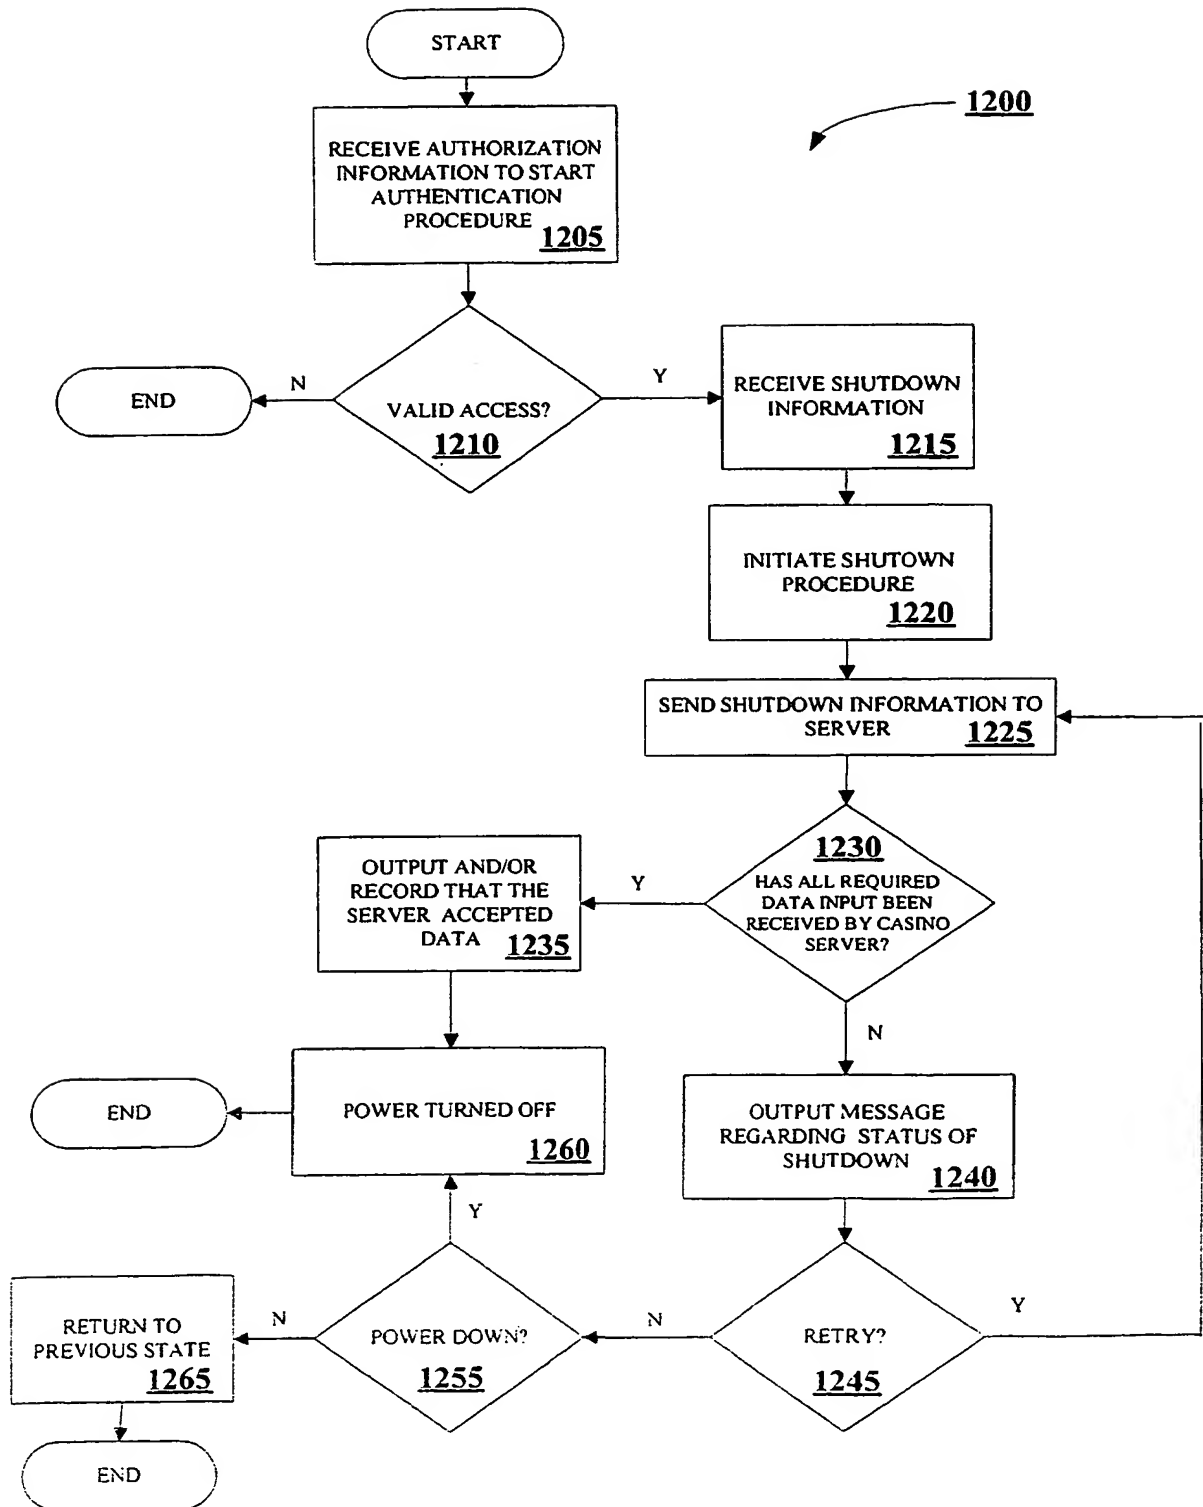 START
1200
RECEIVE AUTHORIZATION
INFORMATION TO START
AUTHENTICATION
PROCEDURE
1205
VALID ACCESS?
1210
N
END
Y
RECEIVE SHUTDOWN
INFORMATION
1215
INITIATE SHUTOWN
PROCEDURE
1220
SEND SHUTDOWN INFORMATION TO
SERVER
1225
1230
HAS ALL REQUIRED
DATA INPUT BEEN
RECEIVED BY CASINO
SERVER?
Y
OUTPUT AND/OR
RECORD THAT THE
SERVER ACCEPTED
DATA
1235
N
POWER TURNED OFF
1260
END
OUTPUT MESSAGE
REGARDING STATUS OF
SHUTDOWN
1240
Y
RETRY?
1245
Y
N
POWER DOWN?
1255
N
RETURN TO
PREVIOUS STATE
1265
END